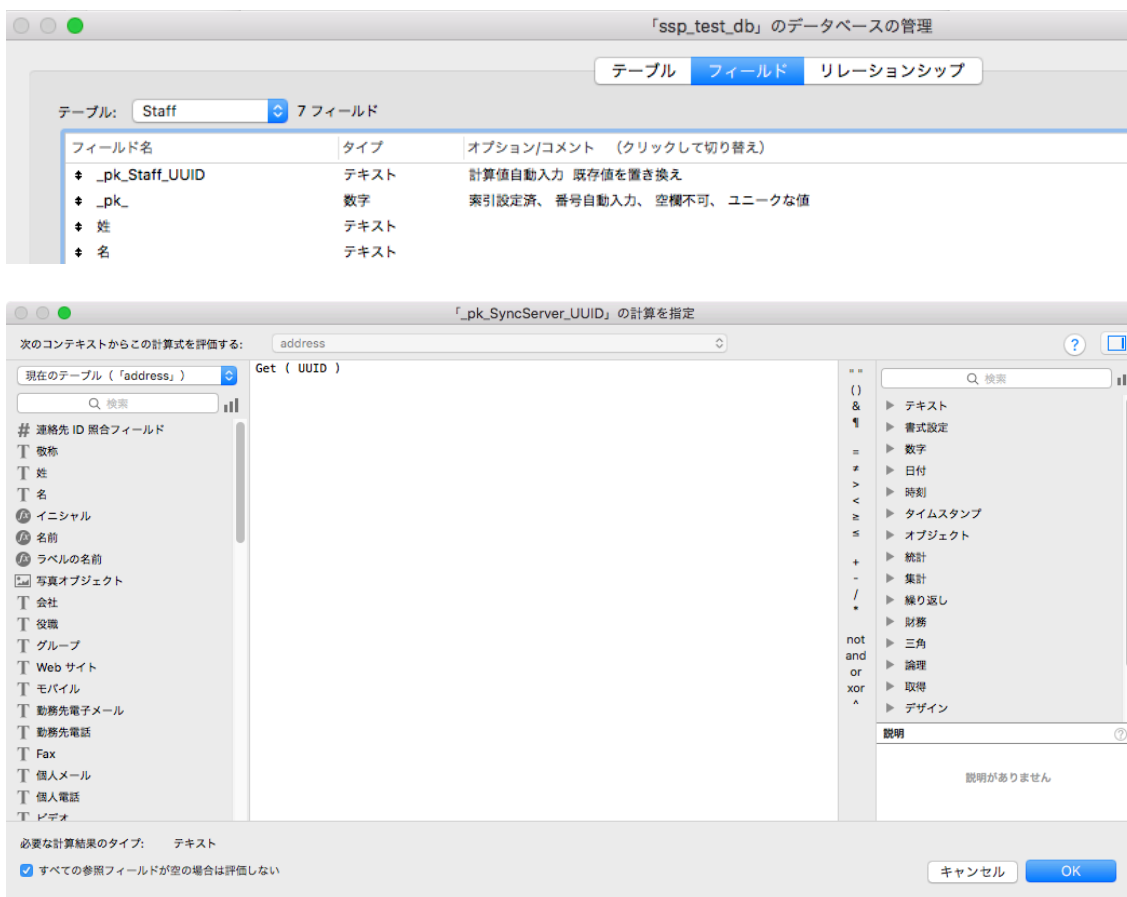 「ssp_test_db」のデータベースの管理
テーブル フィールド リレーションシップ
テーブル: Staff 7 フィールド
フィールド名 タイプ オプション/コメント （クリックして切り替え）
_pk_Staff_UUID テキスト 計算値自動入力 既存値を置き換え
_pk_ 数字 索引設定済、 番号自動入力、 空欄不可、 ユニークな値
姓 テキスト
名 テキスト
「_pk_SyncServer_UUID」の計算を指定
次のコンテキストからこの計算式を評価する: address
?
現在のテーブル (「address」)
検索
# 連絡先 ID 照合フィールド
T 敬称
T 姓
T 名
fx イニシャル
fx 名前
fx ラベルの名前
写真オブジェクト
T 会社
T 役職
T グループ
T Web サイト
T モバイル
T 勤務先電子メール
T 勤務先電話
T Fax
T 個人メール
T 個人電話
T ビデオ
Get ( UUID )
" "
( )
&
¶
=
≠
>
<
≥
≤
+
-
/
*
not
and
or
xor
^
検索
テキスト
書式設定
数字
日付
時刻
タイムスタンプ
オブジェクト
統計
集計
繰り返し
財務
三角
論理
取得
デザイン
説明 ?
説明がありません
必要な計算結果のタイプ: テキスト
すべての参照フィールドが空の場合は評価しない
キャンセル OK